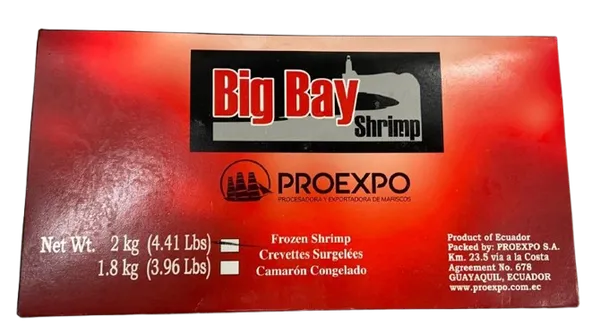 Big Bay
Shrimp
PROEXPO
PROCESADORA Y EXPORTADORA DE MARISCOS
Net Wt. 2 kg (4.41 Lbs)
1.8 kg (3.96 Lbs)
Frozen Shrimp
Crevettes Surgelées
Camarón Congelado
Product of Ecuador
Packed by: PROEXPO S.A.
Km. 23.5 vía a la Costa
Agreement No. 678
GUAYAQUIL, ECUADOR
www.proexpo.com.ec